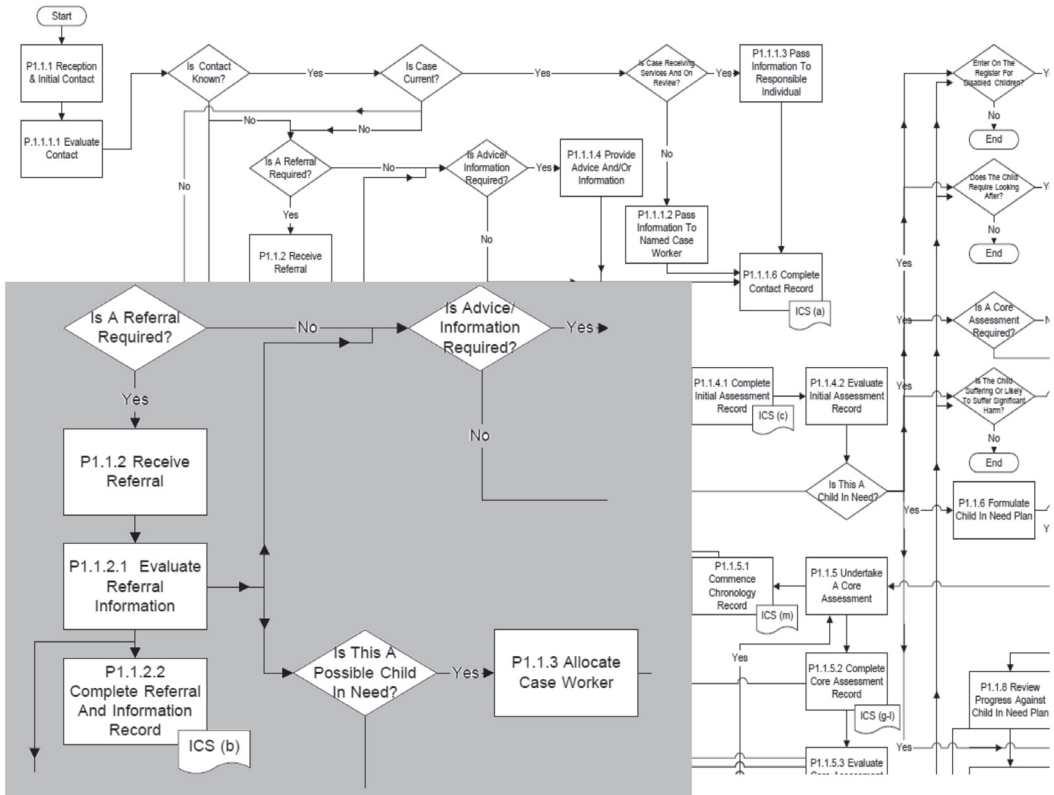 Start
P1.1.1 Reception
& Initial Contact
P.1.1.1.1 Evaluate
Contact
Is Contact
Known?
Yes
No
No
Is Case
Current?
Yes
No
Is Case Receiving
Services And On
Review?
Yes
No
P1.1.1.3 Pass
Information To
Responsible
Individual
Is A Referral
Required?
No
Yes
Is Advice/
Information
Required?
Yes
No
P1.1.1.4 Provide
Advice And/Or
Information
P1.1.1.2 Pass
Information To
Named Case
Worker
P1.1.2 Receive
Referral
P1.1.1.6 Complete
Contact Record
ICS (a)
Enter On The
Register For
Disabled Children?
No
End
Does The Child
Require Looking
After?
No
End
Yes
Is A Core
Assessment
Required?
Yes
Is The Child
Suffering Or Likely
To Suffer Significant
Harm?
Yes
No
End
P1.1.4.1 Complete
Initial Assessment
Record
ICS (c)
P1.1.4.2 Evaluate
Initial Assessment
Record
Is This A
Child In Need?
Yes
P1.1.6 Formulate
Child In Need Plan
P1.1.5.1
Commence
Chronology
Record
ICS (m)
P1.1.5 Undertake
A Core
Assessment
Yes
P1.1.5.2 Complete
Core Assessment
Record
ICS (g-l)
P1.1.8 Review
Progress Against
Child In Need Plan
Yes
P1.1.5.3 Evaluate
Is A Referral
Required?
No
Yes
Is Advice/
Information
Required?
Yes
No
P1.1.2 Receive
Referral
P1.1.2.1 Evaluate
Referral
Information
P1.1.2.2
Complete Referral
And Information
Record
ICS (b)
Is This A
Possible Child
In Need?
Yes
P1.1.3 Allocate
Case Worker